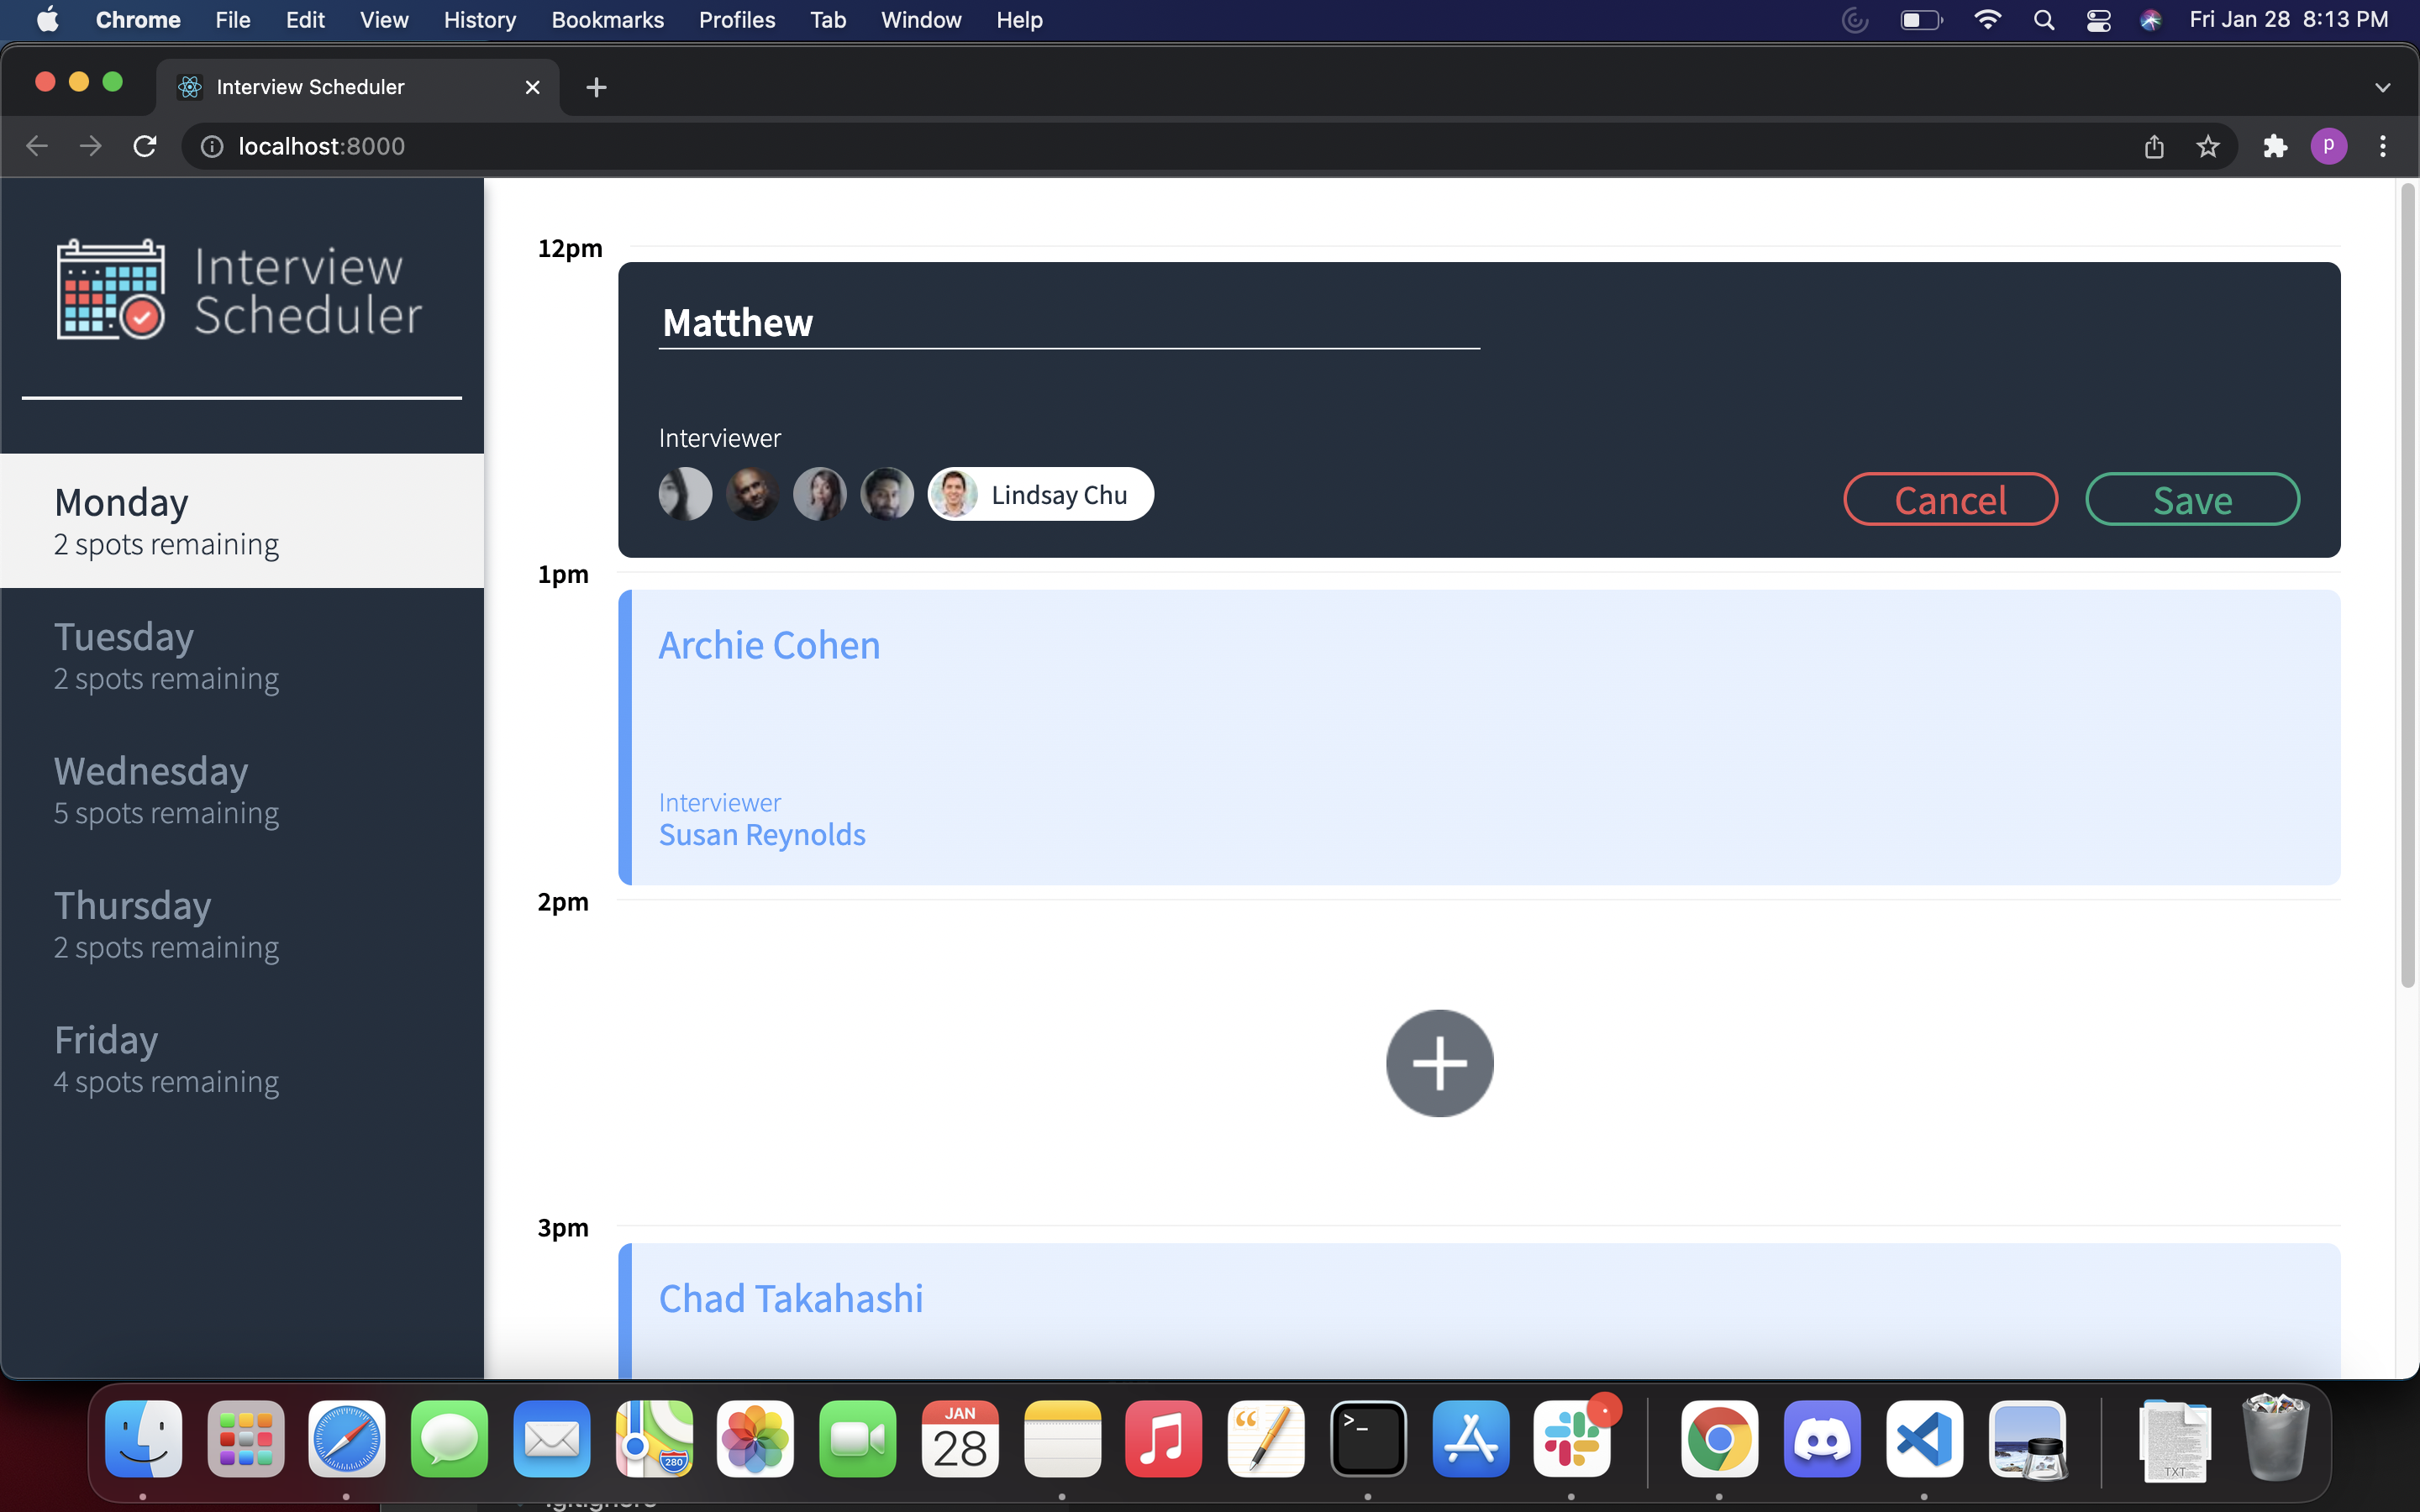 Chrome File Edit View History Bookmarks Profiles Tab Window Help Fri Jan 28 8:13 PM
Interview Scheduler
localhost:8000
p
Interview
Scheduler
Monday
2 spots remaining
Tuesday
2 spots remaining
Wednesday
5 spots remaining
Thursday
2 spots remaining
Friday
4 spots remaining
12pm
Matthew
Interviewer
Lindsay Chu
Cancel
Save
1pm
Archie Cohen
Interviewer
Susan Reynolds
2pm
3pm
Chad Takahashi
280
JAN
28
>_
TXT